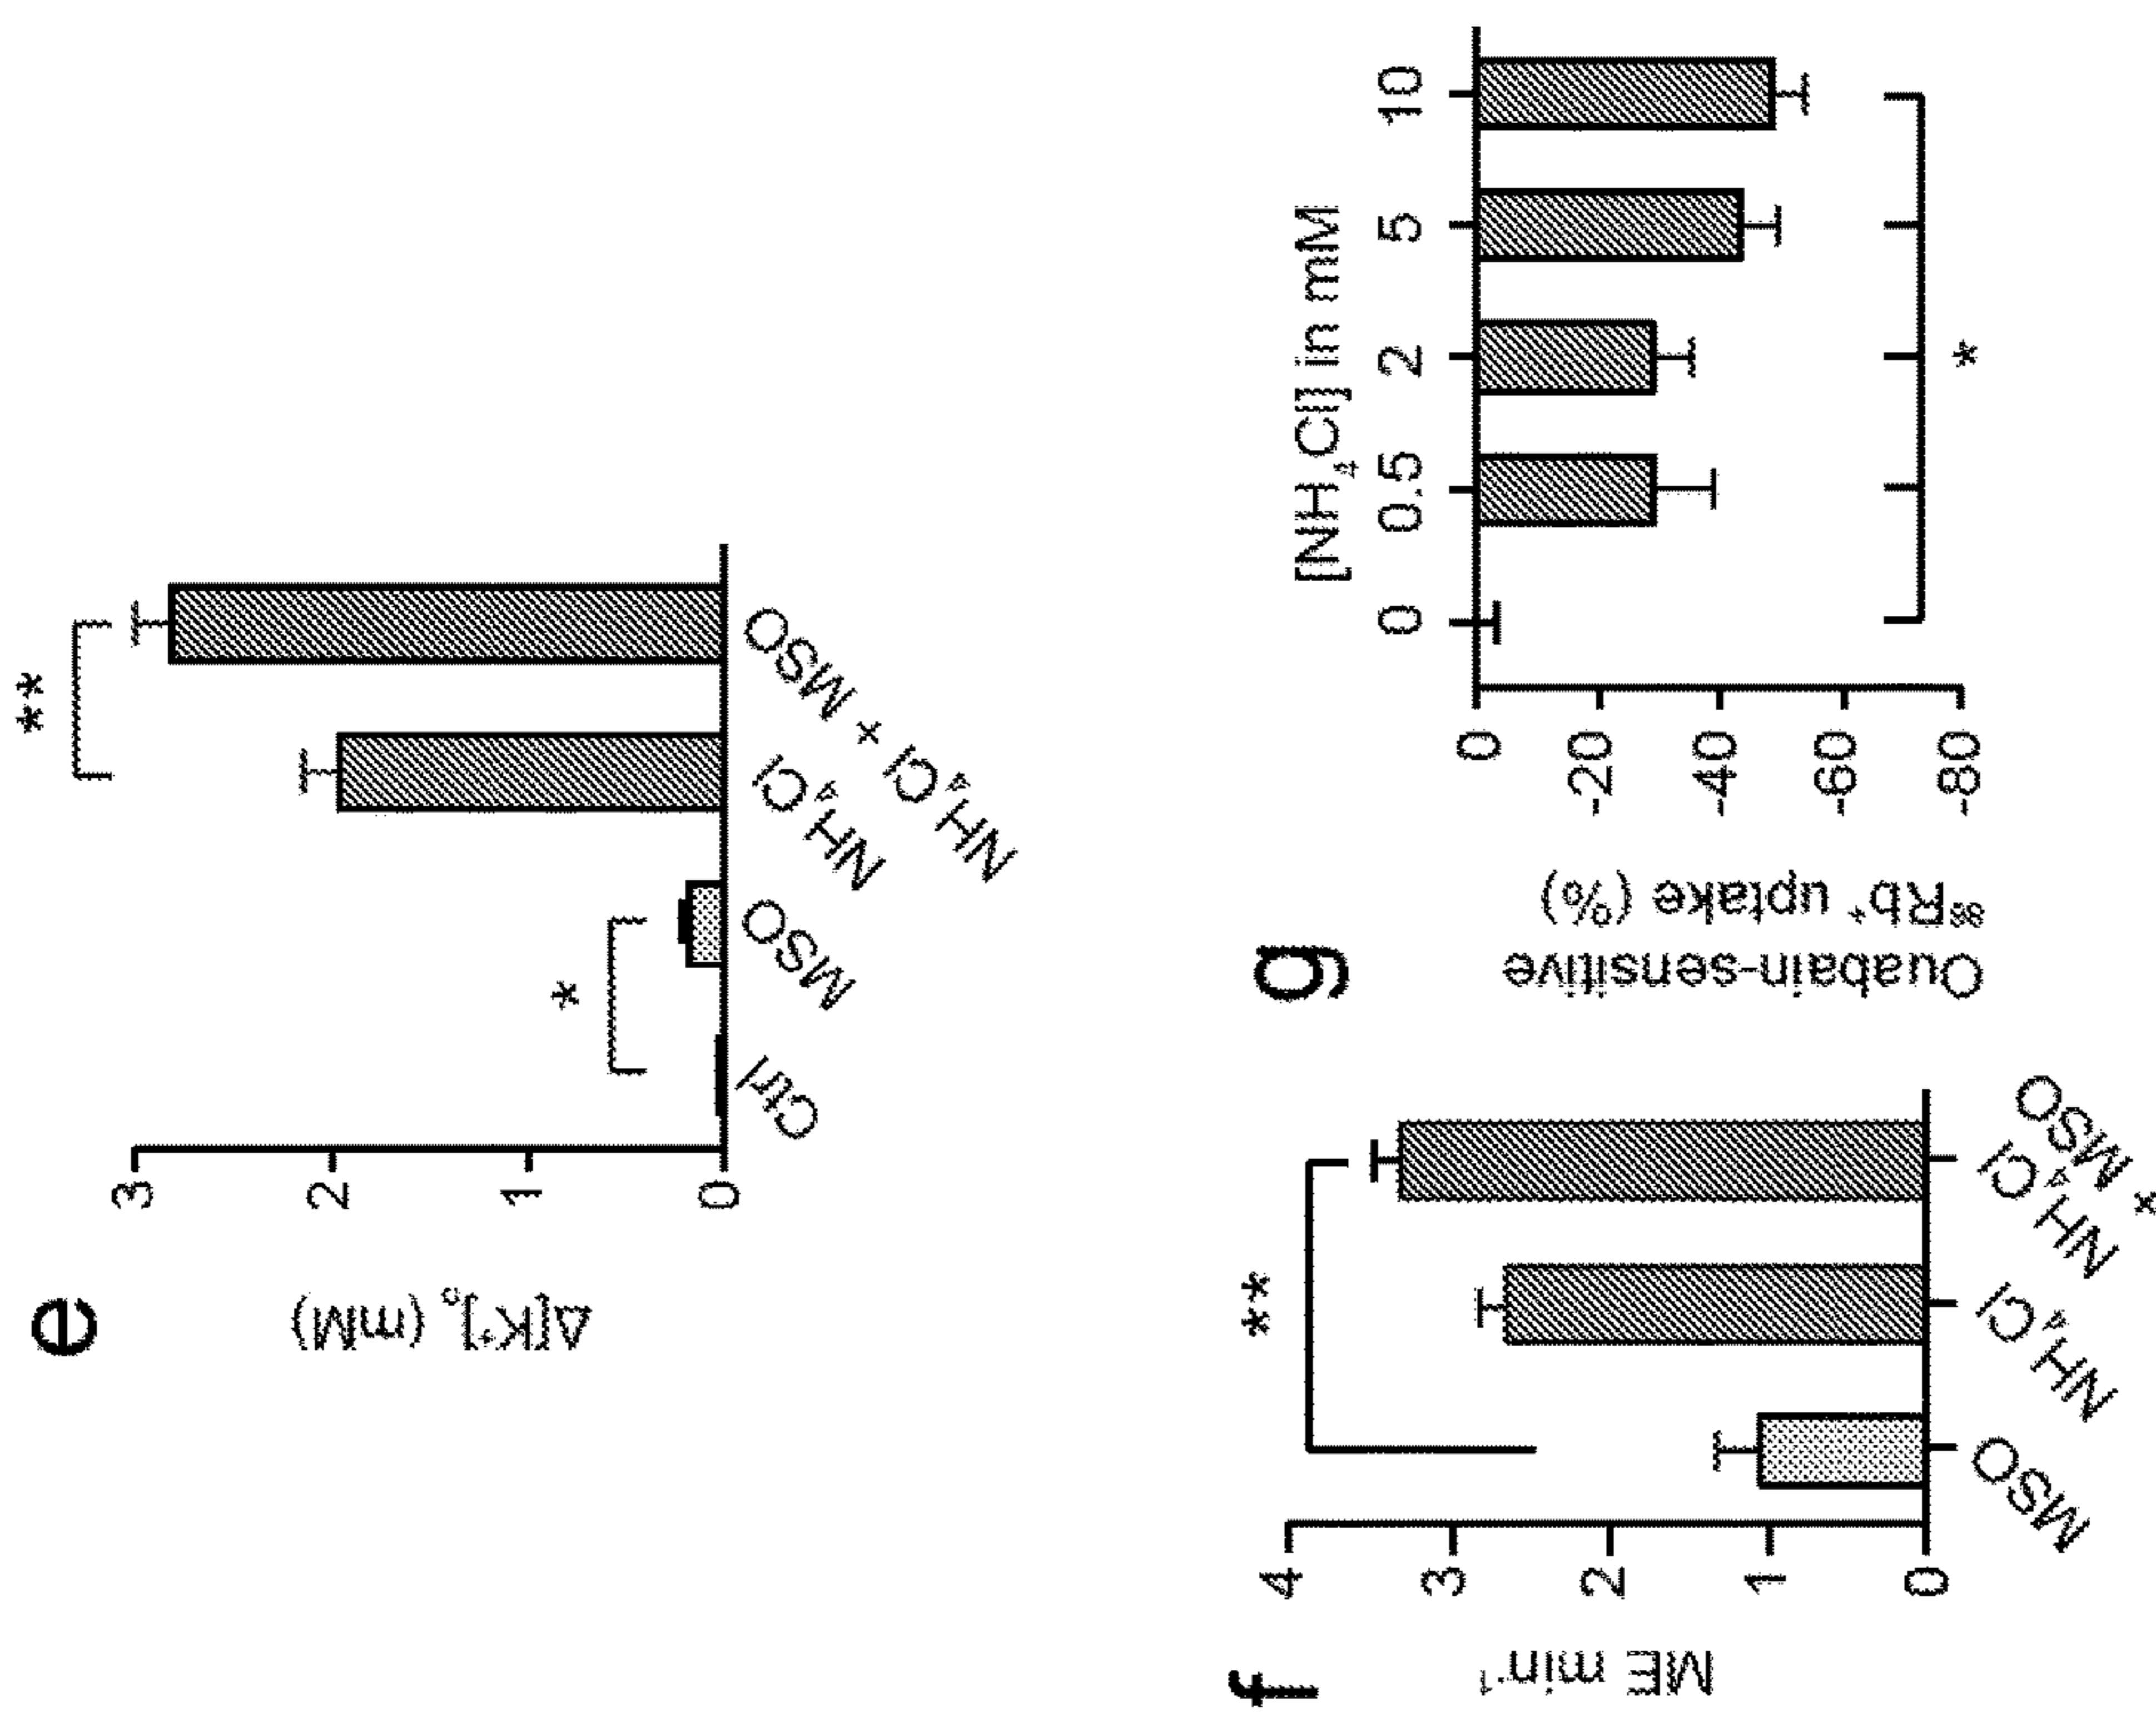 e
Δ[K⁺]ₒ (mM)
3
2
1
0
**
*
Ctrl
MSO
NH₄Cl
NH₄Cl + MSO
f
ME min⁻¹
4
3
2
1
0
**
MSO
NH₄Cl
NH₄Cl
+ MSO
g
Ouabain-sensitive
⁸⁶Rb⁺ uptake (%)
[NH₄Cl] in mM
0 0.5 2 5 10
0
-20
-40
-60
-80
*